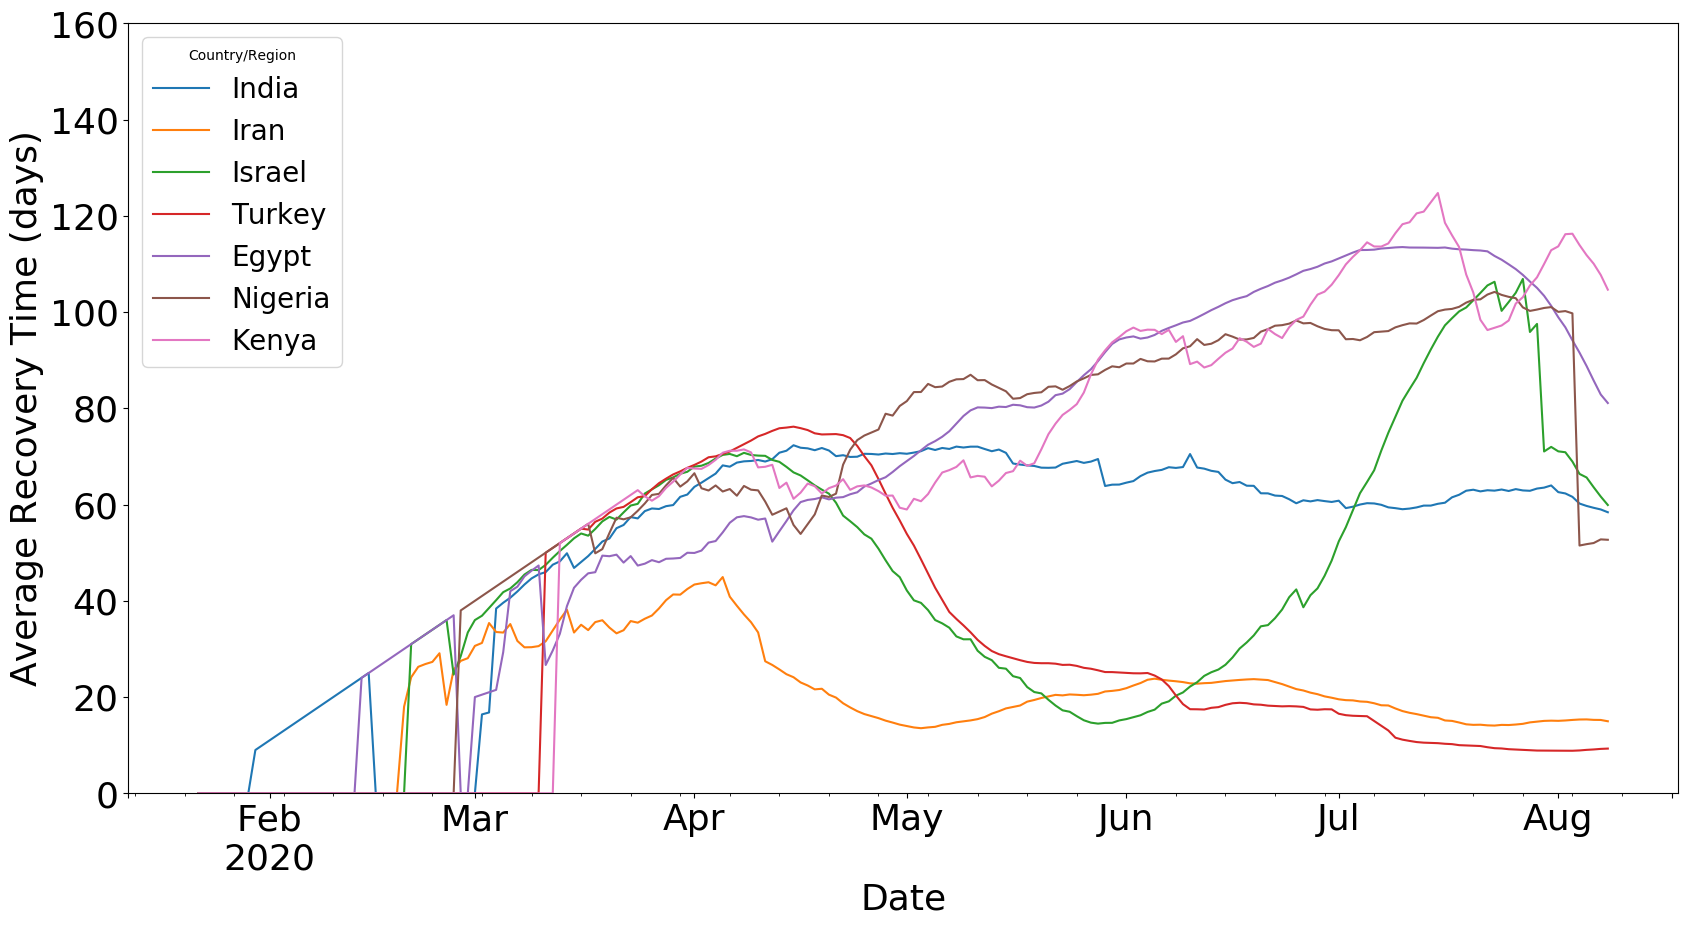 Average Recovery Time (days)
160
140
120
100
80
60
40
20
0
Country/Region
India
Iran
Israel
Turkey
Egypt
Nigeria
Kenya
Feb Mar Apr May Jun Jul Aug
2020
Date